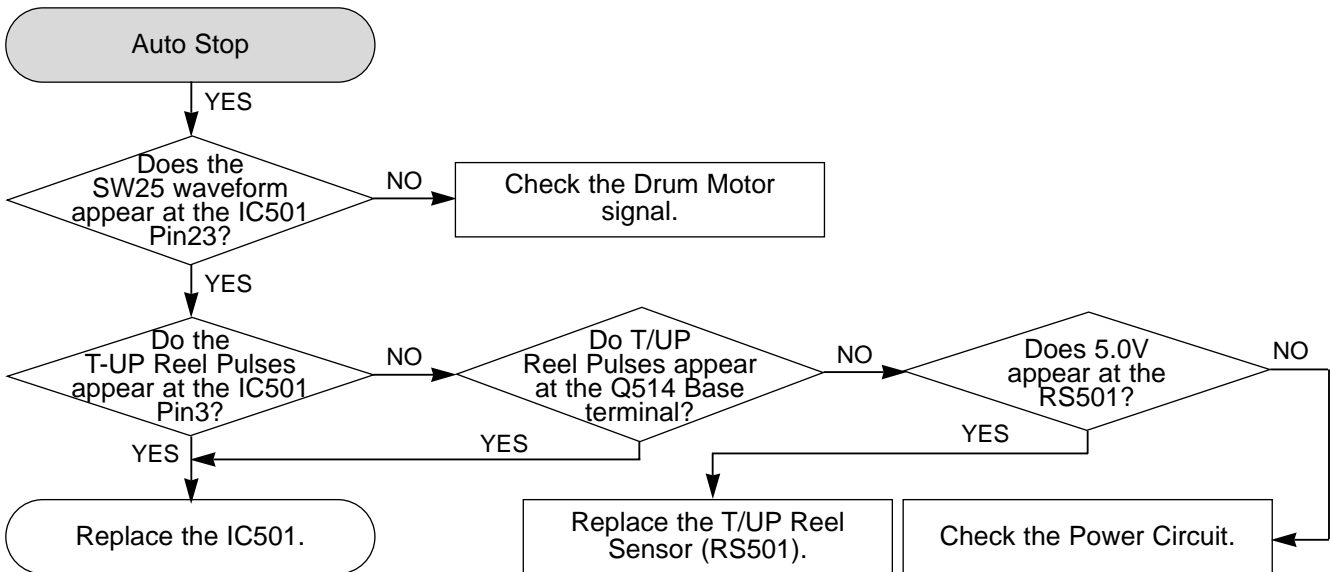 Auto Stop
YES
Does the
SW25 waveform
appear at the IC501
Pin23?
NO
Check the Drum Motor
signal.
YES
Do the
T-UP Reel Pulses
appear at the IC501
Pin3?
NO
Do T/UP
Reel Pulses appear
at the Q514 Base
terminal?
NO
Does 5.0V
appear at the
RS501?
NO
YES
YES
YES
Replace the IC501.
Replace the T/UP Reel
Sensor (RS501).
Check the Power Circuit.